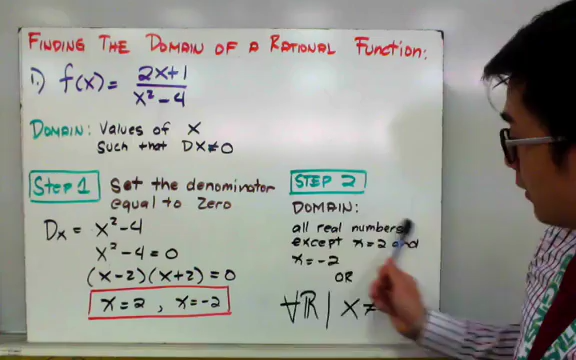 FINDING THE DOMAIN OF A RATIONAL FUNCTION:
1) f(x) = (2x+1)/(x²-4)
DOMAIN: Values of X
Such that DX≠0
Step 1 Set the denominator
equal to Zero
Dx = x²-4
x²-4=0
(x-2)(x+2)=0
x=2, x=-2
STEP 2
DOMAIN:
all real numbers
except x=2 and
x=-2
OR
∀ℝ | X≠